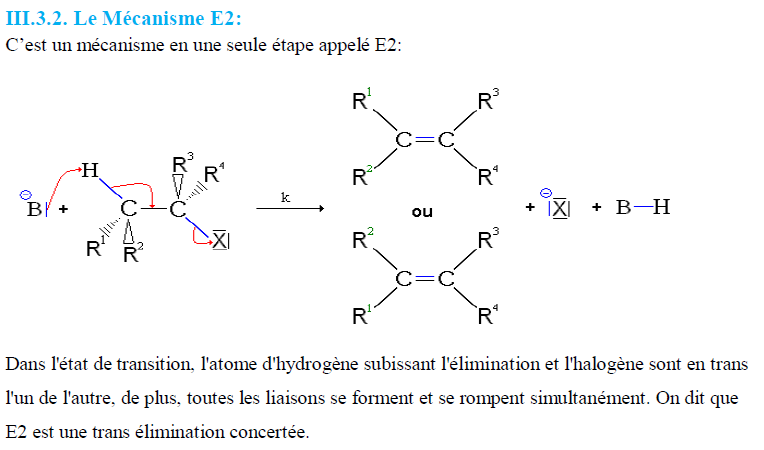 III.3.2. Le Mécanisme E2:
C’est un mécanisme en une seule étape appelé E2:
R¹ R³
C=C
R² R⁴
H R³ R⁴
⊖B + C C k ou + ⊖|X| + B—H
R¹ R² X|
R² R³
C=C
R¹ R⁴
Dans l'état de transition, l'atome d'hydrogène subissant l'élimination et l'halogène sont en trans
l'un de l'autre, de plus, toutes les liaisons se forment et se rompent simultanément. On dit que
E2 est une trans élimination concertée.